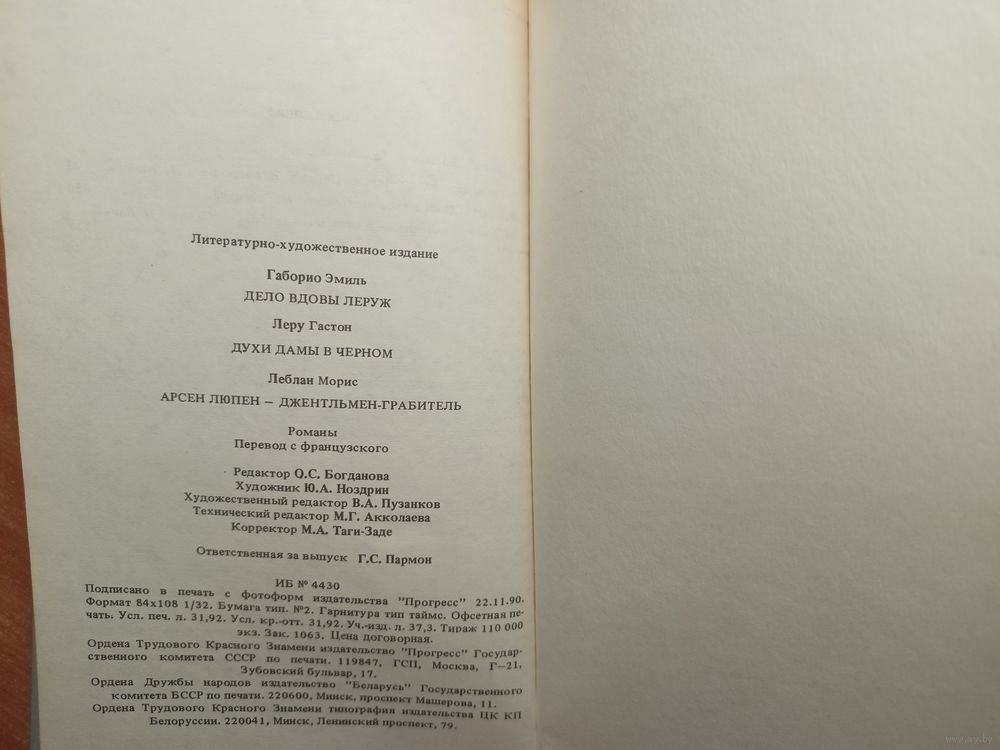 Литературно-художественное издание
Габорио Эмиль
ДЕЛО ВДОВЫ ЛЕРУЖ
Леру Гастон
ДУХИ ДАМЫ В ЧЕРНОМ
Леблан Морис
АРСЕН ЛЮПЕН – ДЖЕНТЛЬМЕН-ГРАБИТЕЛЬ
Романы
Перевод с французского
Редактор О.С. Богданова
Художник Ю.А. Ноздрин
Художественный редактор В.А. Пузанков
Технический редактор М.Г. Акколаева
Корректор М.А. Таги-Заде
Ответственная за выпуск Г.С. Пармон
ИБ № 4430
Подписано в печать с фотоформ издательства "Прогресс" 22.11.90.
Формат 84х108 1/32. Бумага тип. №2. Гарнитура тип таймс. Офсетная пе-
чать. Усл. печ. л. 31,92. Усл. кр.-отт. 31,92. Уч.-изд. л. 37,3. Тираж 110 000
экз. Зак. 1063. Цена договорная.
Ордена Трудового Красного Знамени издательство "Прогресс" Государ-
ственного комитета СССР по печати. 119847, ГСП, Москва, Г–21,
Зубовский бульвар, 17.
Ордена Дружбы народов издательство "Беларусь" Государственного
комитета БССР по печати. 220600, Минск, проспект Машерова, 11.
Ордена Трудового Красного Знамени типография издательства ЦК КП
Белоруссии. 220041, Минск, Ленинский проспект, 79.
www.ay.by